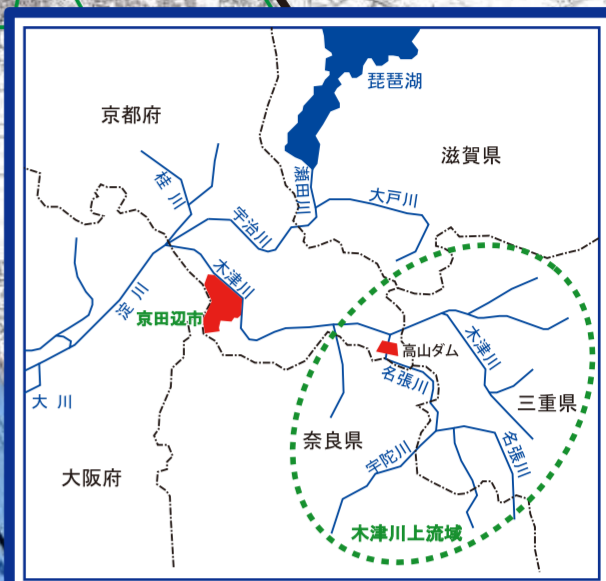 琵琶湖
京都府
滋賀県
桂川
瀬田川
大戸川
宇治川
木津川
淀川
京田辺市
高山ダム
木津川
名張川
大川
三重県
奈良県
宇陀川
名張川
大阪府
木津川上流域